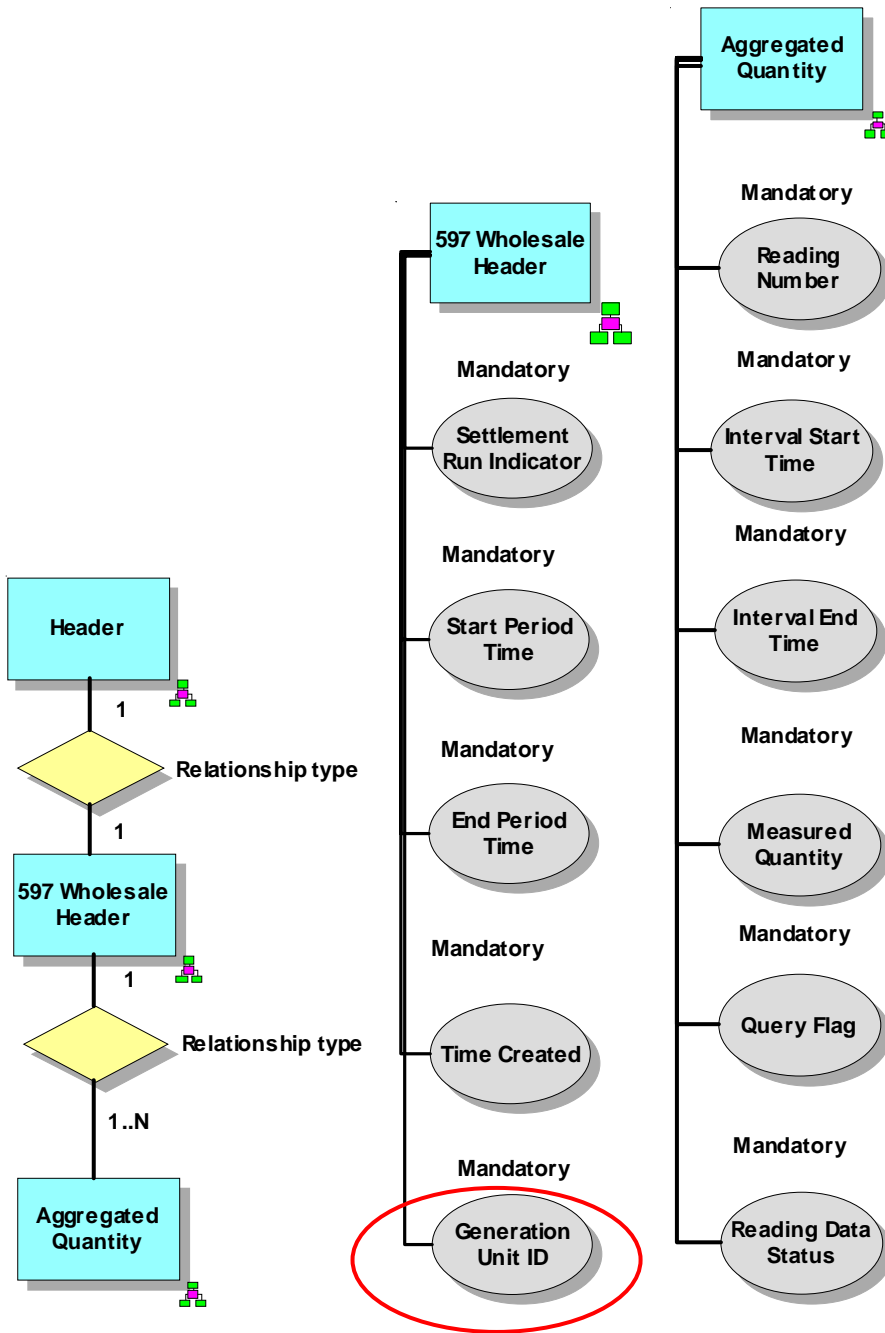 Header
1
Relationship type
1
597 Wholesale
Header
1
Relationship type
1..N
Aggregated
Quantity
597 Wholesale
Header
Mandatory
Settlement
Run Indicator
Mandatory
Start Period
Time
Mandatory
End Period
Time
Mandatory
Time Created
Mandatory
Generation
Unit ID
Aggregated
Quantity
Mandatory
Reading
Number
Mandatory
Interval Start
Time
Mandatory
Interval End
Time
Mandatory
Measured
Quantity
Mandatory
Query Flag
Mandatory
Reading Data
Status